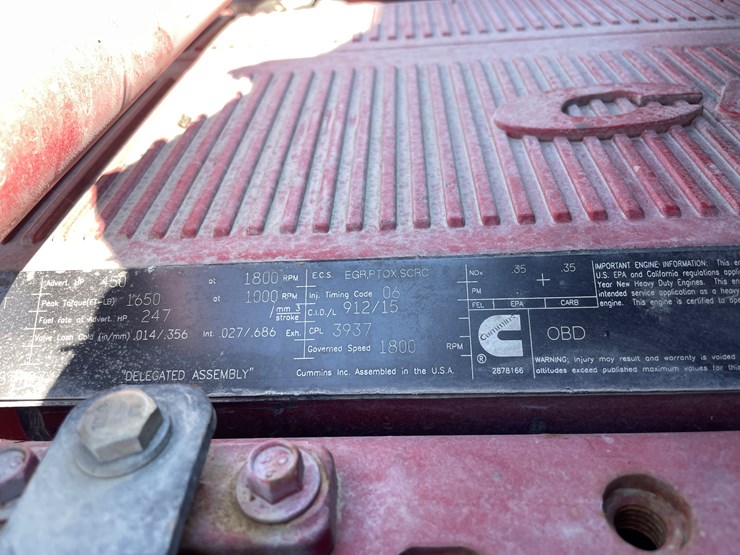 Advert. HP 450 at 1800 RPM
Peak Torque(FT-LB) 1650 at 1000 RPM
Fuel rate at Advert. HP 247 /mm 3 stroke
Valve Lash Cold (in/mm) .014/.356 Int. .027/.686 Exh.
"DELEGATED ASSEMBLY"
E.C.S. EGR,PTOX,SCRC
Inj. Timing Code 06
C.I.D./L 912/15
CPL 3937
Governed Speed 1800 RPM
Cummins Inc. Assembled in the U.S.A.
NOx .35 .35
PM
FEL EPA CARB
Cummins
®
2878166
IMPORTANT ENGINE INFORMATION: This
U.S. EPA and California regulations
Year New Heavy Duty Engines. This
intended service application as a heavy
engine. This engine is certified to
OBD
WARNING: Injury may result and warranty is voided
altitudes exceed published maximum values for
C